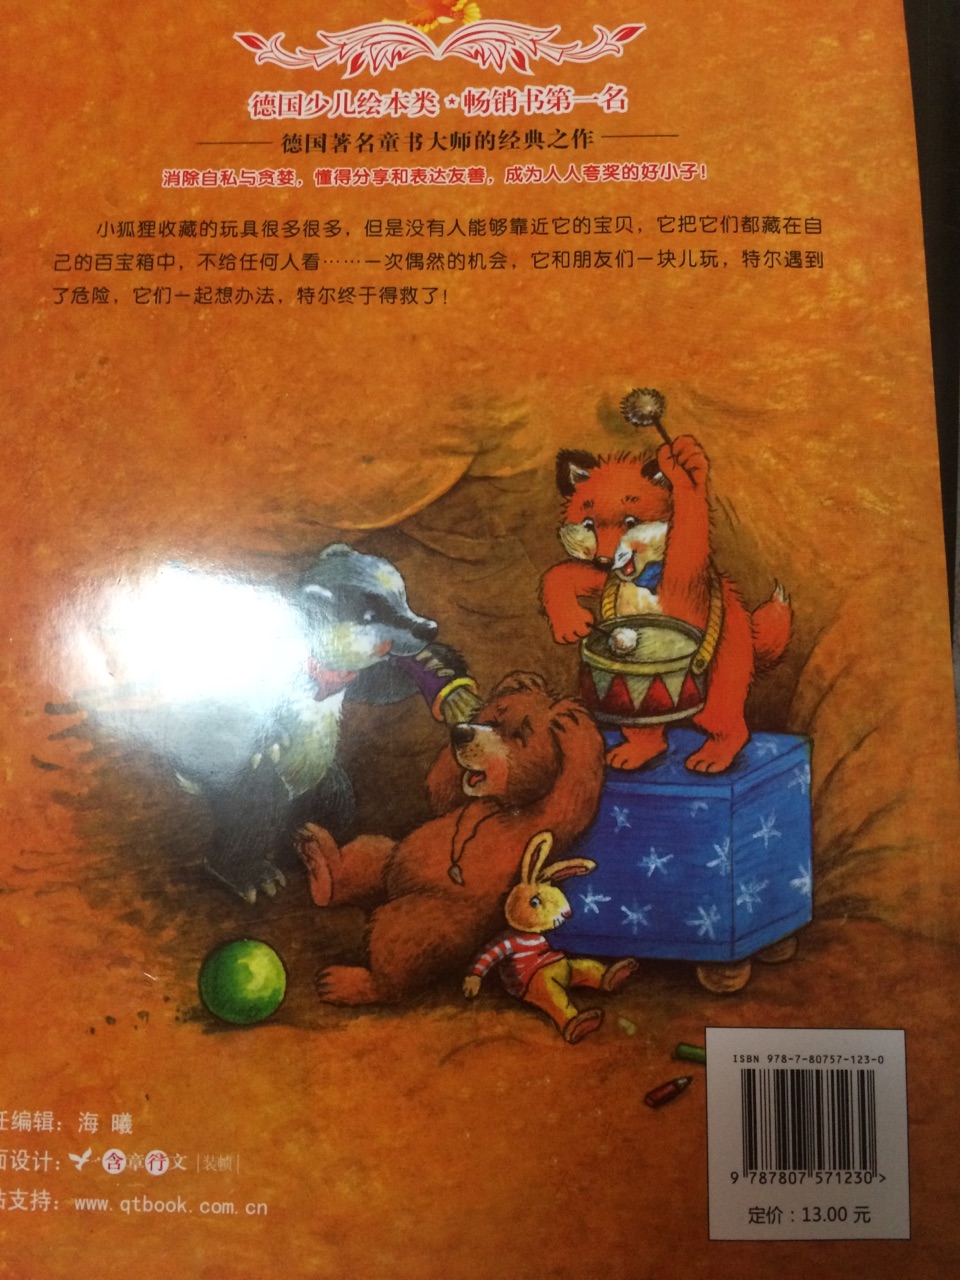 德国少儿绘本类★畅销书第一名
德国著名童书大师的经典之作
消除自私与贪婪，懂得分享和表达友善，成为人人夸奖的好小子！
小狐狸收藏的玩具很多很多，但是没有人能够靠近它的宝贝，它把它们都藏在自
己的百宝箱中，不给任何人看……一次偶然的机会，它和朋友们一块儿玩，特尔遇到
了危险，它们一起想办法，特尔终于得救了！
ISBN 978-7-80757-123-0
9 787807 571230>
定价：13.00 元
任编辑：海 曦
面设计：含章行文 |装帧|
站支持：www.qtbook.com.cn